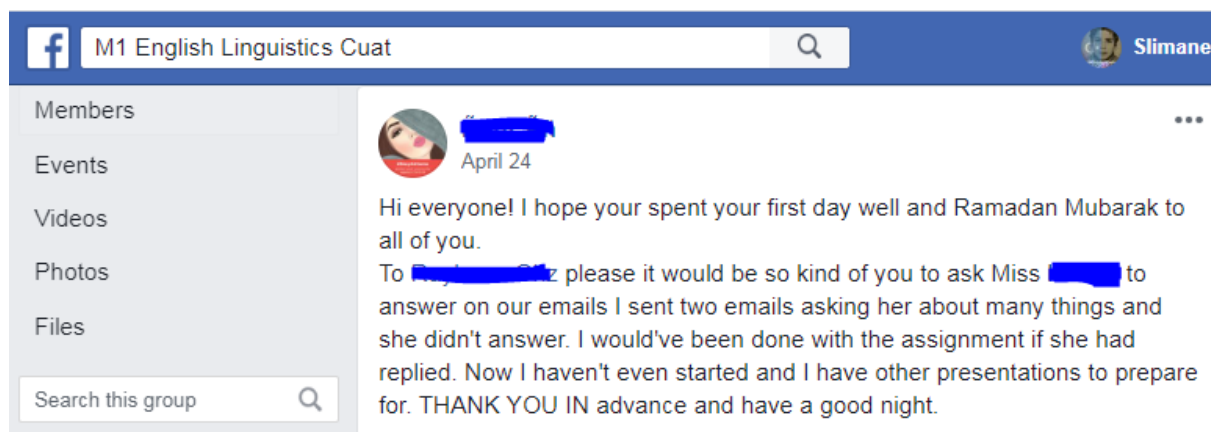 f
M1 English Linguistics Cuat
Slimane
Members
Events
Videos
Photos
Files
Search this group
April 24
Hi everyone! I hope your spent your first day well and Ramadan Mubarak to
all of you.
To please it would be so kind of you to ask Miss to
answer on our emails I sent two emails asking her about many things and
she didn't answer. I would've been done with the assignment if she had
replied. Now I haven't even started and I have other presentations to prepare
for. THANK YOU IN advance and have a good night.